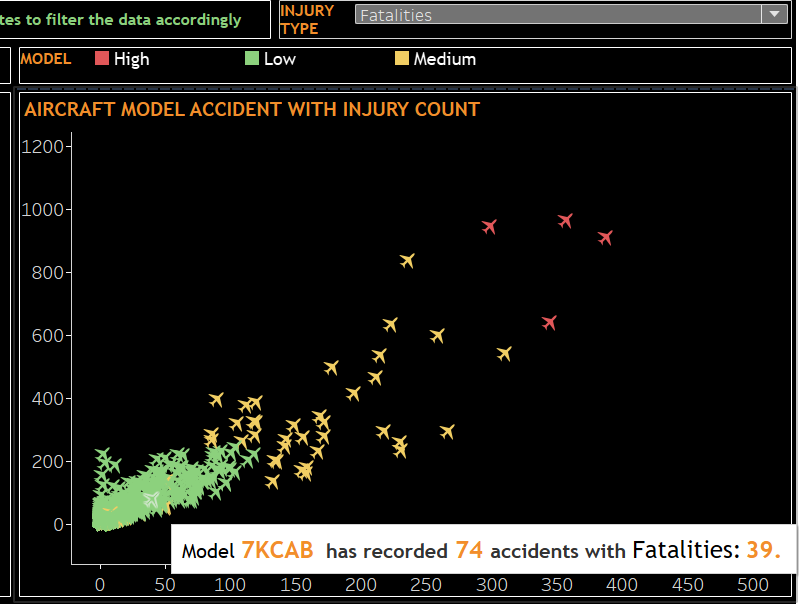 tes to filter the data accordingly
INJURY
TYPE
Fatalities
MODEL
High
Low
Medium
AIRCRAFT MODEL ACCIDENT WITH INJURY COUNT
1200
1000
800
600
400
200
0
Model 7KCAB has recorded 74 accidents with Fatalities: 39.
0 50 100 150 200 250 300 350 400 450 500